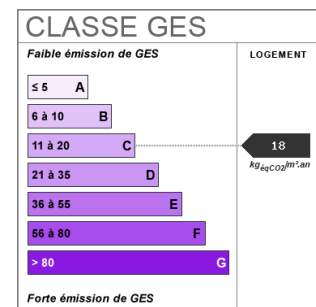 CLASSE GES
Faible émission de GES
LOGEMENT
≤ 5 A
6 à 10 B
11 à 20 C
18
kgéqCO2/m².an
21 à 35 D
36 à 55 E
56 à 80 F
> 80 G
Forte émission de GES